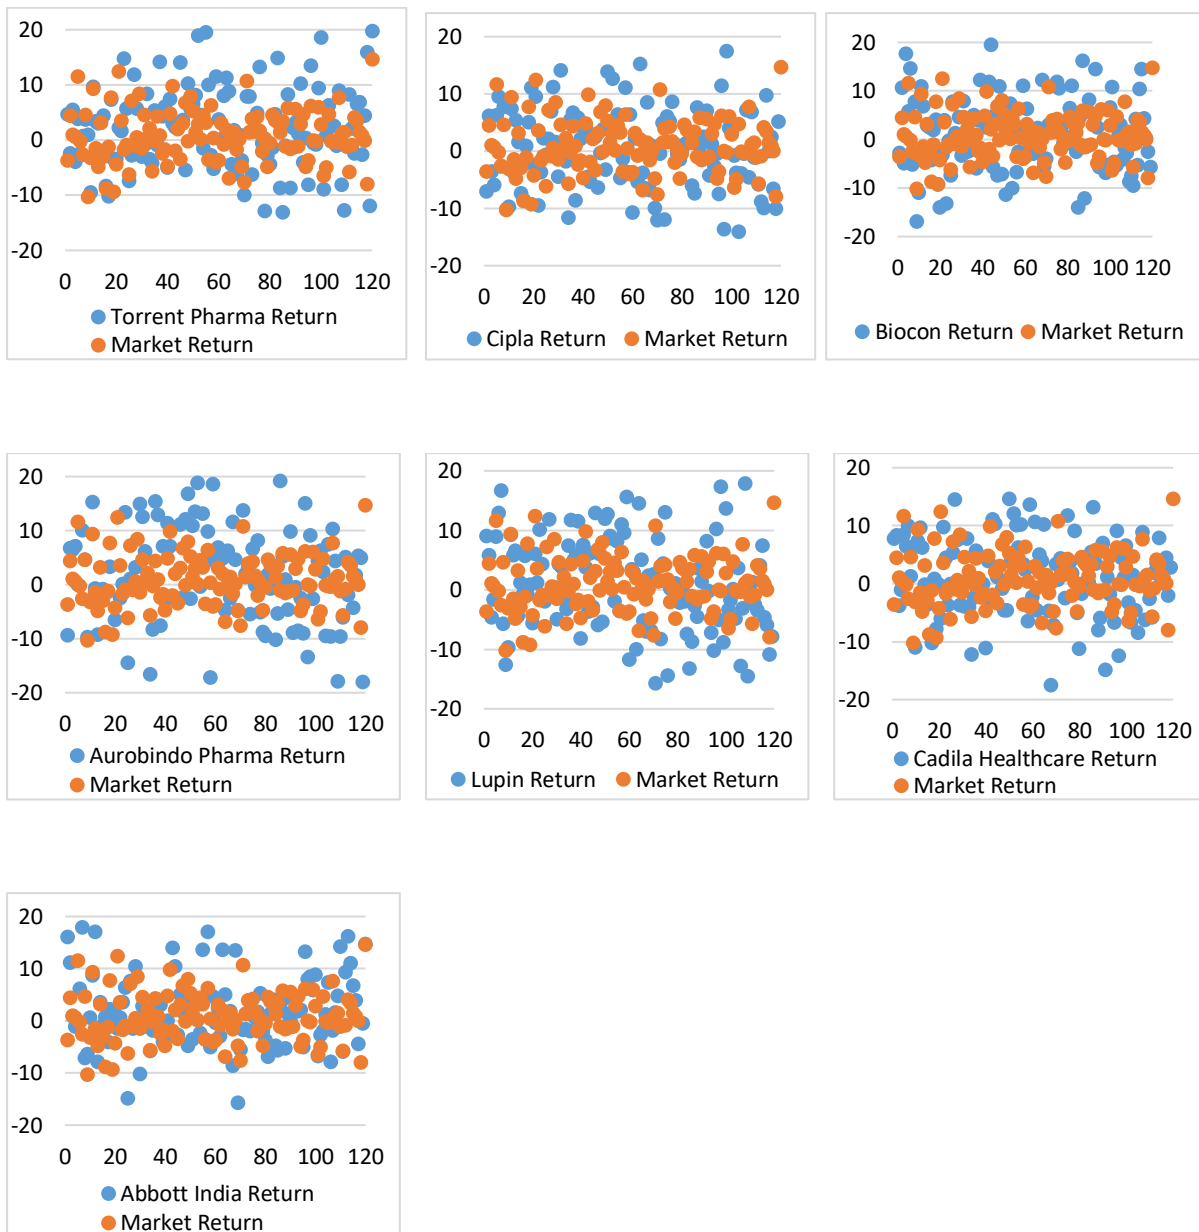 20
10
0
-10
-20
0 20 40 60 80 100 120
Torrent Pharma Return
Market Return
20
10
0
-10
-20
0 20 40 60 80 100 120
Cipla Return Market Return
20
10
0
-10
-20
0 20 40 60 80 100 120
Biocon Return Market Return
20
10
0
-10
-20
0 20 40 60 80 100 120
Aurobindo Pharma Return
Market Return
20
10
0
-10
-20
0 20 40 60 80 100 120
Lupin Return Market Return
20
10
0
-10
-20
0 20 40 60 80 100 120
Cadila Healthcare Return
Market Return
20
10
0
-10
-20
0 20 40 60 80 100 120
Abbott India Return
Market Return